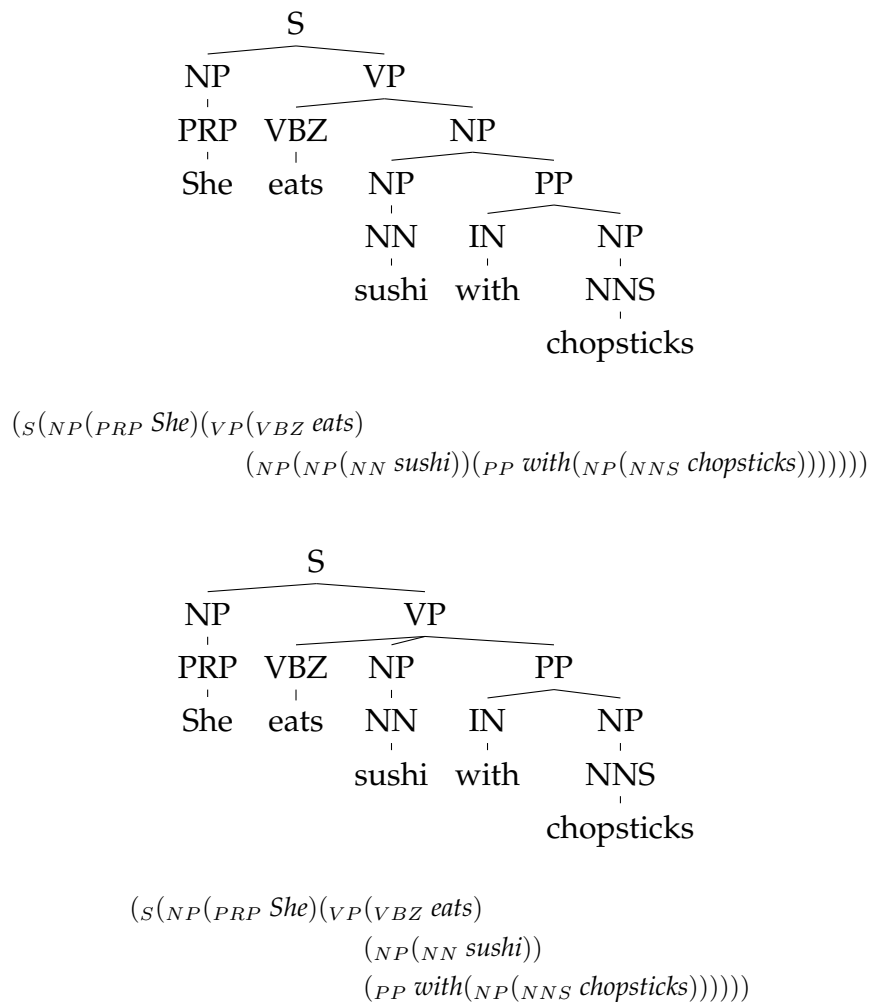 S
NP VP
PRP VBZ NP
She eats NP PP
NN IN NP
sushi with NNS
chopsticks
(S(NP(PRP She)(VP(VBZ eats)
(NP(NP(NN sushi))(PP with(NP(NNS chopsticks)))))))
S
NP VP
PRP VBZ NP PP
She eats NN IN NP
sushi with NNS
chopsticks
(S(NP(PRP She)(VP(VBZ eats)
(NP(NN sushi))
(PP with(NP(NNS chopsticks))))))